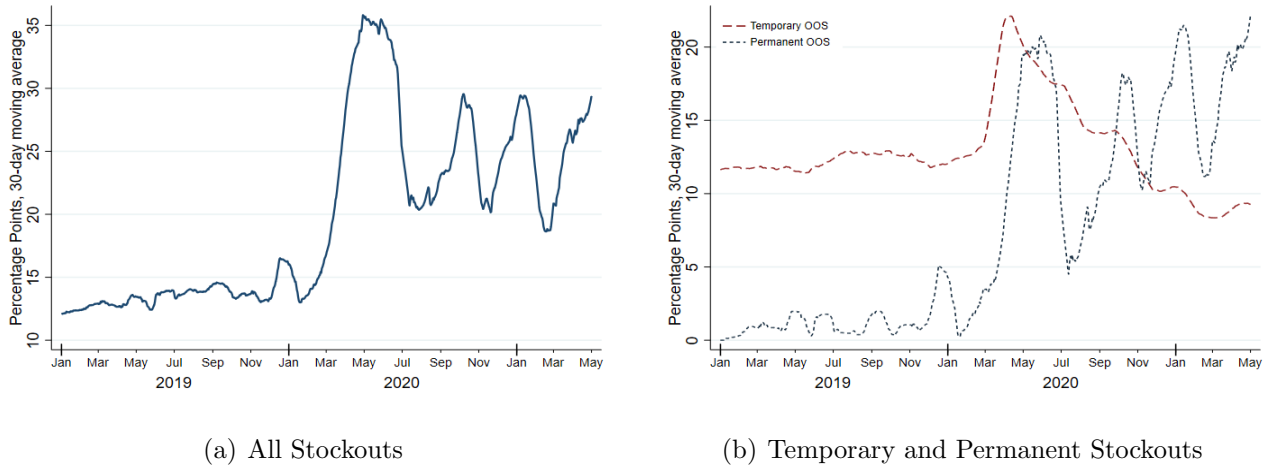 Percentage Points, 30-day moving average
35
30
25
20
15
10
Jan Mar May Jul Sep Nov Jan Mar May Jul Sep Nov Jan Mar May
2019 2020
(a) All Stockouts
Temporary OOS
Permanent OOS
Percentage Points, 30-day moving average
20
15
10
5
0
Jan Mar May Jul Sep Nov Jan Mar May Jul Sep Nov Jan Mar May
2019 2020
(b) Temporary and Permanent Stockouts